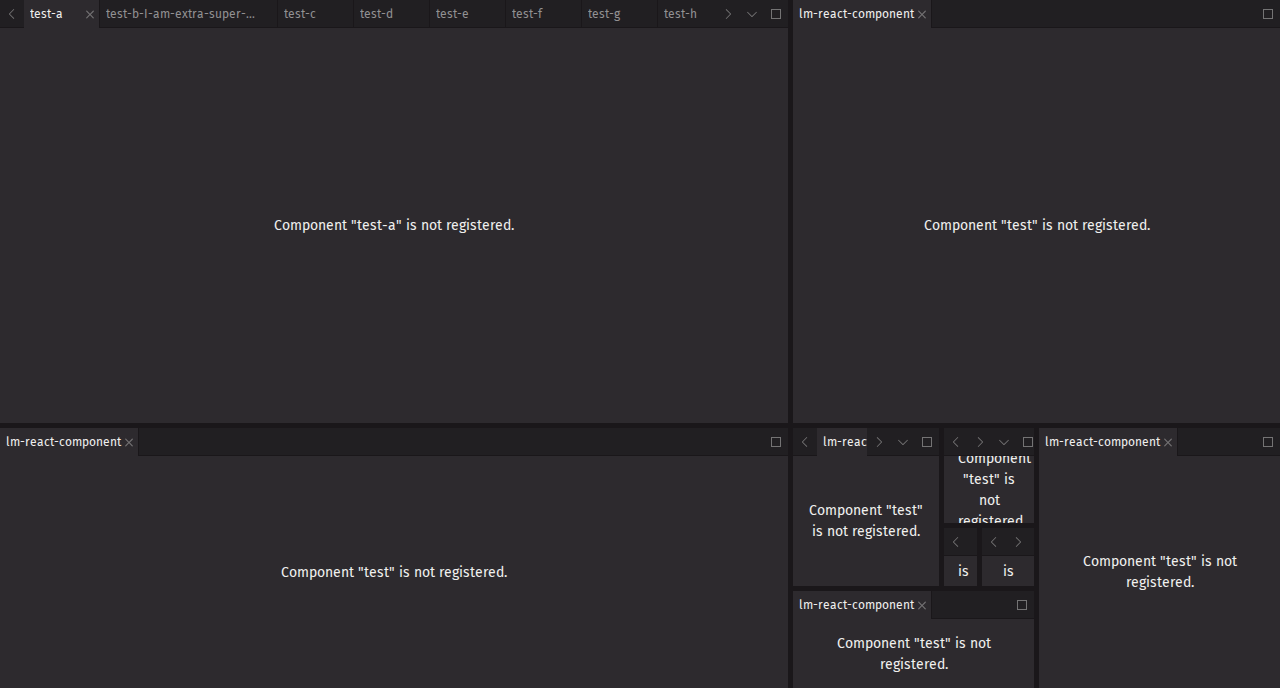 test-a
test-b-I-am-extra-super-...
test-c
test-d
test-e
test-f
test-g
test-h
Component "test-a" is not registered.
lm-react-component
Component "test" is not registered.
lm-react-component
Component "test" is not registered.
lm-reac
Component "test"
is not registered.
Component
"test" is
not
registered
is
is
lm-react-component
Component "test" is not
registered.
lm-react-component
Component "test" is not
registered.